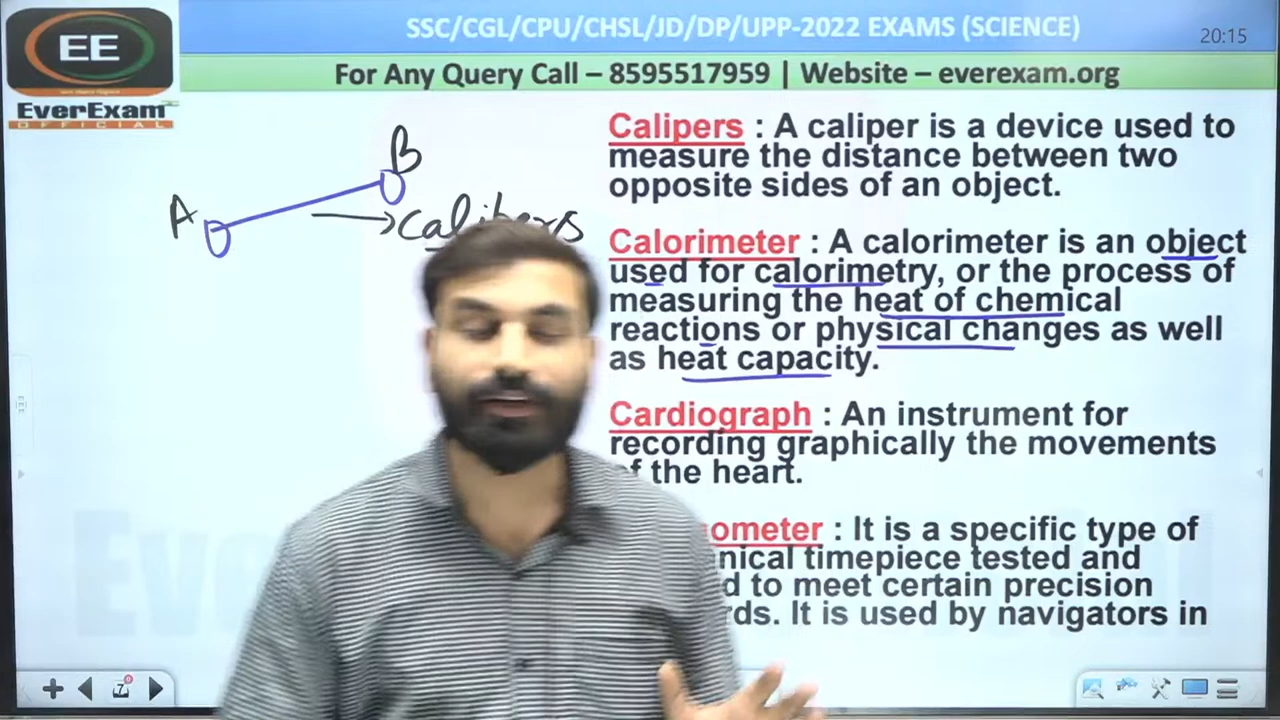 SSC/CGL/CPU/CHSL/JD/DP/UPP-2022 EXAMS (SCIENCE)
20:15
EE
For Any Query Call – 8595517959 | Website – everexam.org
EverExam
OFFICIAL
Calipers : A caliper is a device used to
measure the distance between two
opposite sides of an object.
B
A
Calorimeter : A calorimeter is an object
used for calorimetry, or the process of
measuring the heat of chemical
reactions or physical changes as well
as heat capacity.
Cardiograph : An instrument for
recording graphically the movements
of the heart.
ometer : It is a specific type of
nical timepiece tested and
d to meet certain precision
rds. It is used by navigators in
7